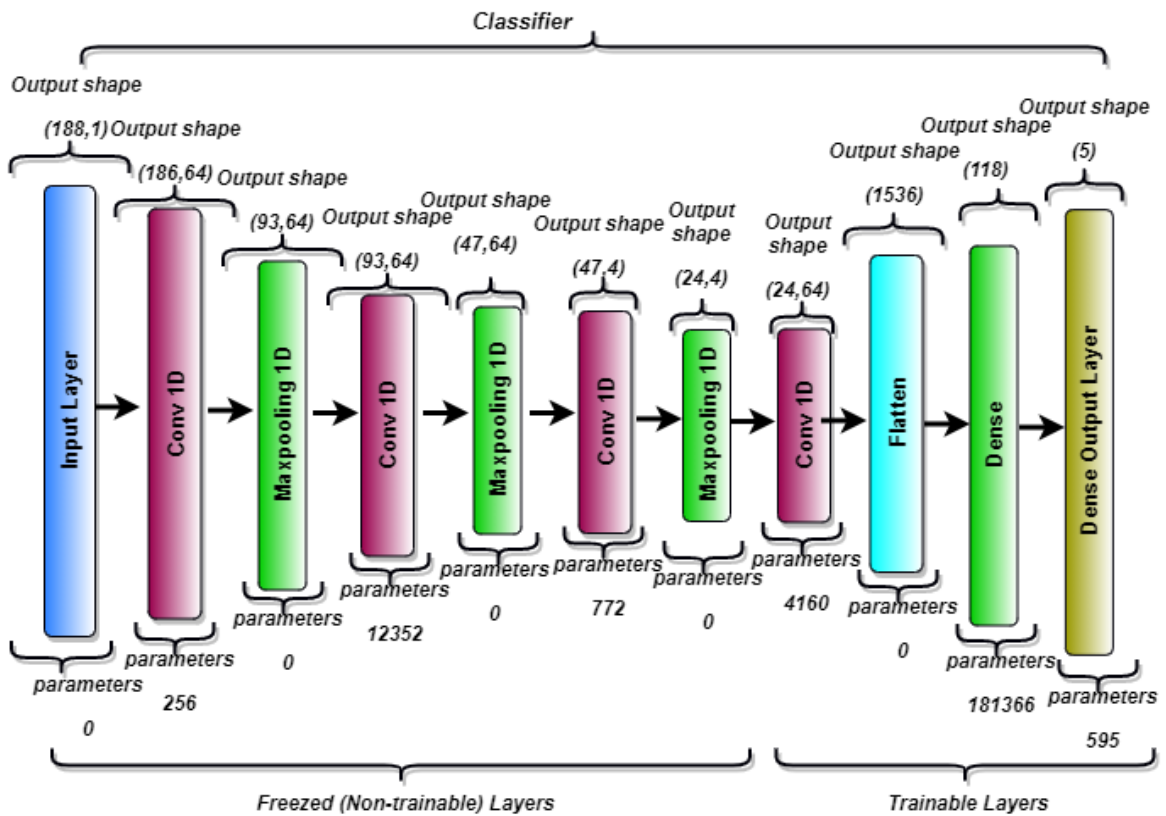 Classifier
Output shape
(188,1)
Output shape
(186,64)
Output shape
(93,64)
Output shape
(93,64)
Output shape
(47,64)
Output shape
(47,4)
Output
shape
(24,4)
Output
shape
(24,64)
Output shape
(1536)
Output shape
(118)
Output shape
(5)
Input Layer
Conv 1D
Maxpooling 1D
Conv 1D
Maxpooling 1D
Conv 1D
Maxpooling 1D
Conv 1D
Flatten
Dense
Dense Output Layer
parameters
0
parameters
256
parameters
0
parameters
12352
parameters
0
parameters
772
parameters
0
parameters
4160
parameters
0
parameters
181366
parameters
595
Freezed (Non-trainable) Layers
Trainable Layers